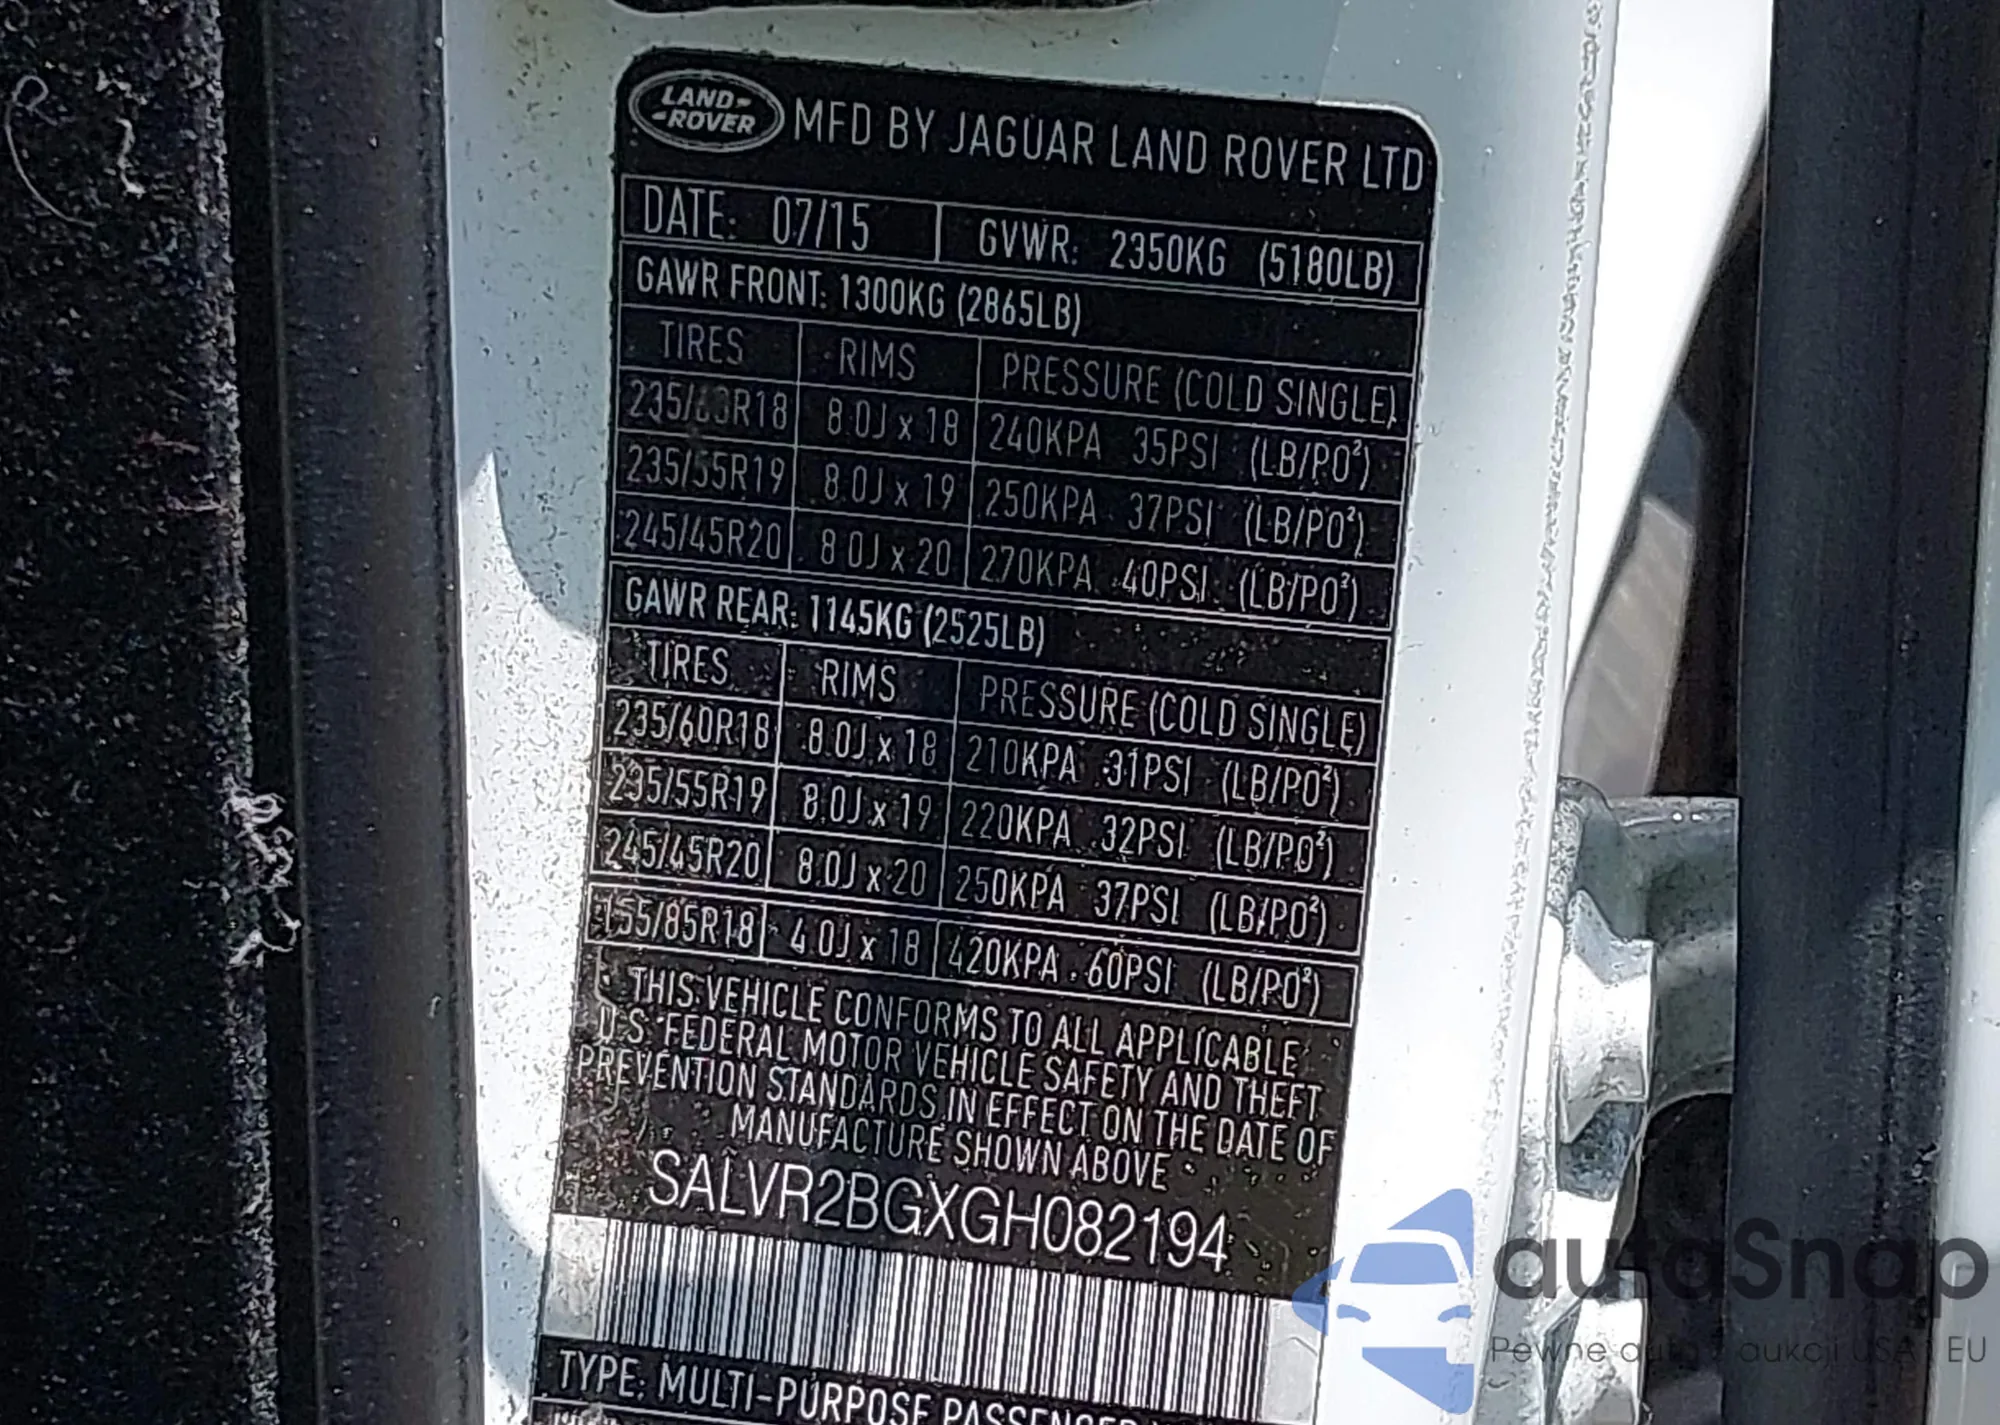 LAND-
-ROVER
MFD BY JAGUAR LAND ROVER LTD
DATE: 07/15 GVWR: 2350KG (5180LB)
GAWR FRONT: 1300KG (2865LB)
TIRES RIMS PRESSURE (COLD SINGLE)
235/60R18 8.0J x 18 240KPA 35PSI (LB/PO²)
235/55R19 8.0J x 19 250KPA 37PSI (LB/PO²)
245/45R20 8.0J x 20 270KPA 40PSI (LB/PO²)
GAWR REAR: 1145KG (2525LB)
TIRES RIMS PRESSURE (COLD SINGLE)
235/60R18 8.0J x 18 210KPA 31PSI (LB/PO²)
235/55R19 8.0J x 19 220KPA 32PSI (LB/PO²)
245/45R20 8.0J x 20 250KPA 37PSI (LB/PO²)
155/85R18 4.0J x 18 420KPA 60PSI (LB/PO²)
THIS VEHICLE CONFORMS TO ALL APPLICABLE
U.S. FEDERAL MOTOR VEHICLE SAFETY AND THEFT
PREVENTION STANDARDS IN EFFECT ON THE DATE OF
MANUFACTURE SHOWN ABOVE
SALVR2BGXGH082194
TYPE: MULTI-PURPOSE PASSENGER
autaSnap
Pewne auta z aukcji USA i EU